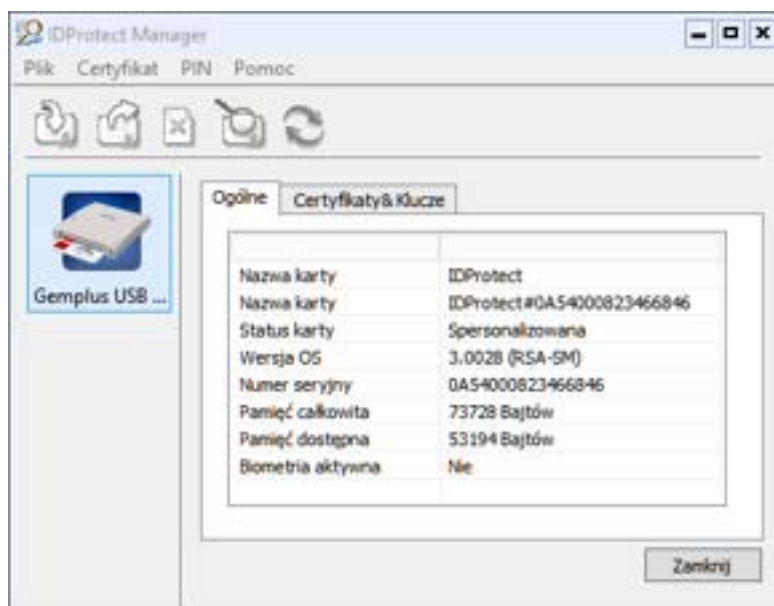 IDProtect Manager
Plik Certyfikat PIN Pomoc
Gemplus USB ...
Ogólne Certyfikaty& Klucze
Nazwa karty IDProtect
Nazwa karty IDProtect#0A54000823466846
Status karty Spersonalizowana
Wersja OS 3.0028 (RSA-SM)
Numer seryjny 0A54000823466846
Pamięć całkowita 73728 Bajtów
Pamięć dostępna 53194 Bajtów
Biometria aktywna Nie
Zamknij